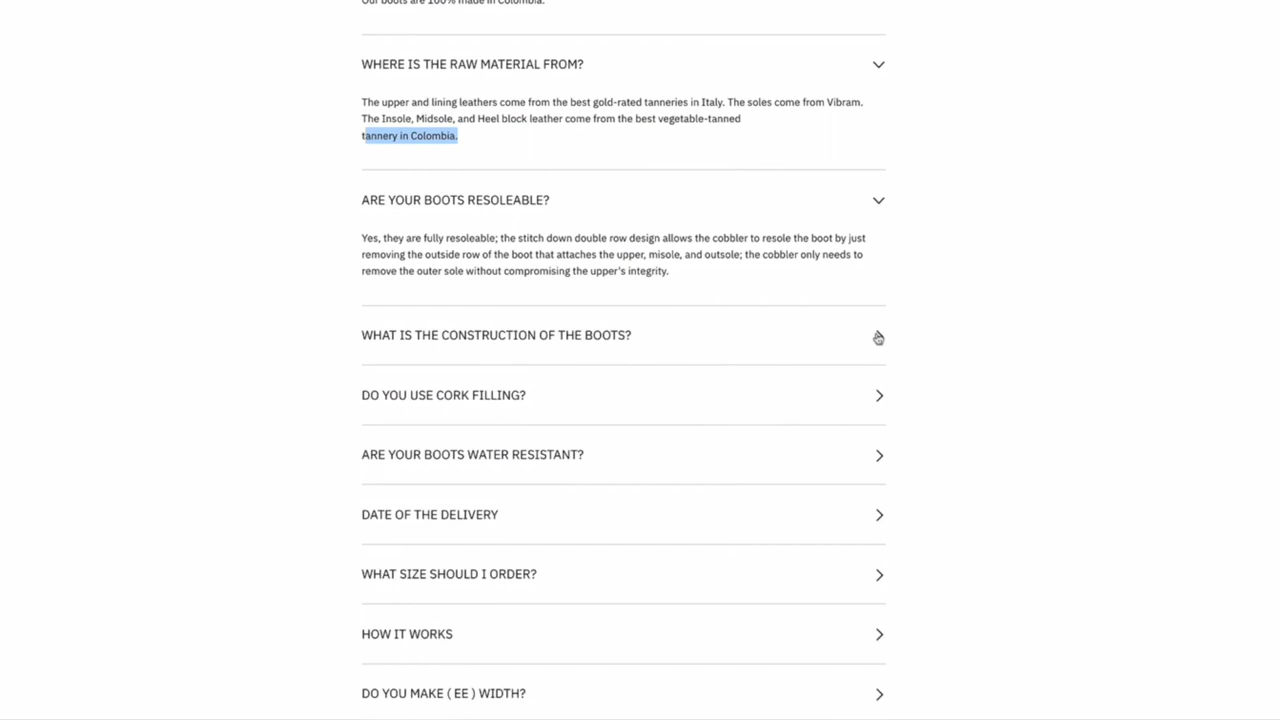 Our boots are 100% made in Colombia.
WHERE IS THE RAW MATERIAL FROM?
The upper and lining leathers come from the best gold-rated tanneries in Italy. The soles come from Vibram.
The Insole, Midsole, and Heel block leather come from the best vegetable-tanned
tannery in Colombia.
ARE YOUR BOOTS RESOLEABLE?
Yes, they are fully resoleable; the stitch down double row design allows the cobbler to resole the boot by just
removing the outside row of the boot that attaches the upper, misole, and outsole; the cobbler only needs to
remove the outer sole without compromising the upper's integrity.
WHAT IS THE CONSTRUCTION OF THE BOOTS?
DO YOU USE CORK FILLING?
ARE YOUR BOOTS WATER RESISTANT?
DATE OF THE DELIVERY
WHAT SIZE SHOULD I ORDER?
HOW IT WORKS
DO YOU MAKE ( EE ) WIDTH?